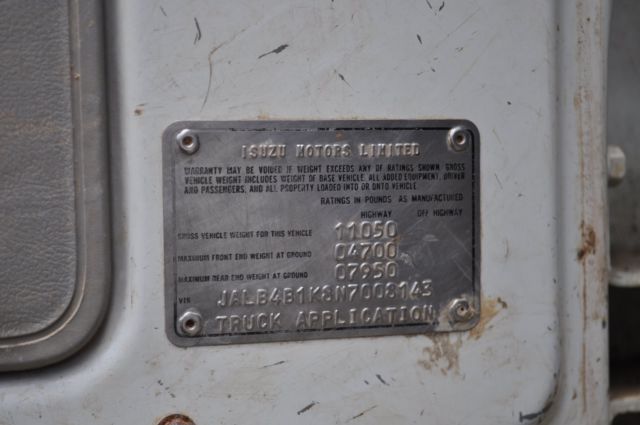 ISUZU MOTORS LIMITED
WARRANTY MAY BE VOIDED IF WEIGHT EXCEEDS ANY OF RATINGS SHOWN. GROSS
VEHICLE WEIGHT INCLUDES WEIGHT OF BASE VEHICLE, ALL ADDED EQUIPMENT, DRIVER
AND PASSENGERS, AND ALL PROPERTY LOADED INTO OR ONTO VEHICLE.
RATINGS IN POUNDS AS MANUFACTURED
HIGHWAY OFF HIGHWAY
GROSS VEHICLE WEIGHT FOR THIS VEHICLE 11050
MAXIMUM FRONT END WEIGHT AT GROUND 04700
MAXIMUM REAR END WEIGHT AT GROUND 07950
VIN JALB4B1K8N7008143
TRUCK APPLICATION